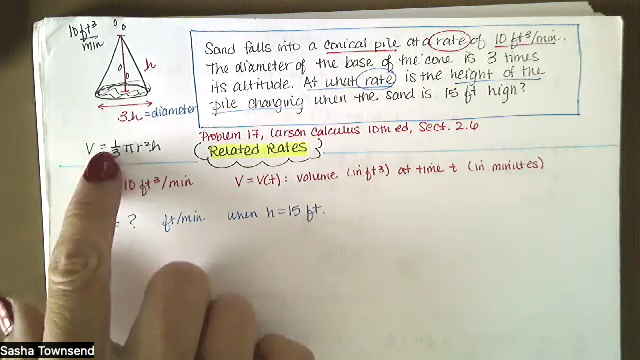 10 ft³
min
h
3h = diameter
Sand falls into a conical pile at a rate of 10 ft³/min.
The diameter of the base of the cone is 3 times
its altitude. At what rate is the height of the
pile changing when the sand is 15 ft high?
Problem 17, Larson Calculus 10th ed, Sect. 2.6
Related Rates
V = 1/3 πr²h
10 ft³/min V = V(t): volume (in ft³) at time t (in minutes)
= ? ft/min when h = 15 ft.
Sasha Townsend